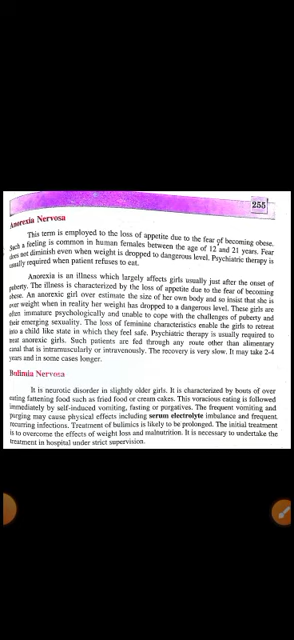 255
Anorexia Nervosa
This term is employed to the loss of appetite due to the fear of becoming obese.
Such a feeling is common in human females between the age of 12 and 21 years. Fear
does not diminish even when weight is dropped to dangerous level. Psychiatric therapy is
usually required when patient refuses to eat.
Anorexia is an illness which largely affects girls usually just after the onset of
puberty. The illness is characterized by the loss of appetite due to the fear of becoming
obese. An anorexic girl over estimate the size of her own body and so insist that she is
over weight when in reality her weight has dropped to a dangerous level. These girls are
often immature psychologically and unable to cope with the challenges of puberty and
their emerging sexuality. The loss of feminine characteristics enable the girls to retreat
into a child like state in which they feel safe. Psychiatric therapy is usually required to
treat anorexic girls. Such patients are fed through any route other than alimentary
canal that is intramuscularly or intravenously. The recovery is very slow. It may take 2-4
years and in some cases longer.
Bulimia Nervosa
It is neurotic disorder in slightly older girls. It is characterized by bouts of over
eating fattening food such as fried food or cream cakes. This voracious eating is followed
immediately by self-induced vomiting, fasting or purgatives. The frequent vomiting and
purging may cause physical effects including serum electrolyte imbalance and frequent
recurring infections. Treatment of bulimics is likely to be prolonged. The initial treatment
is to overcome the effects of weight loss and malnutrition. It is necessary to undertake the
treatment in hospital under strict supervision.